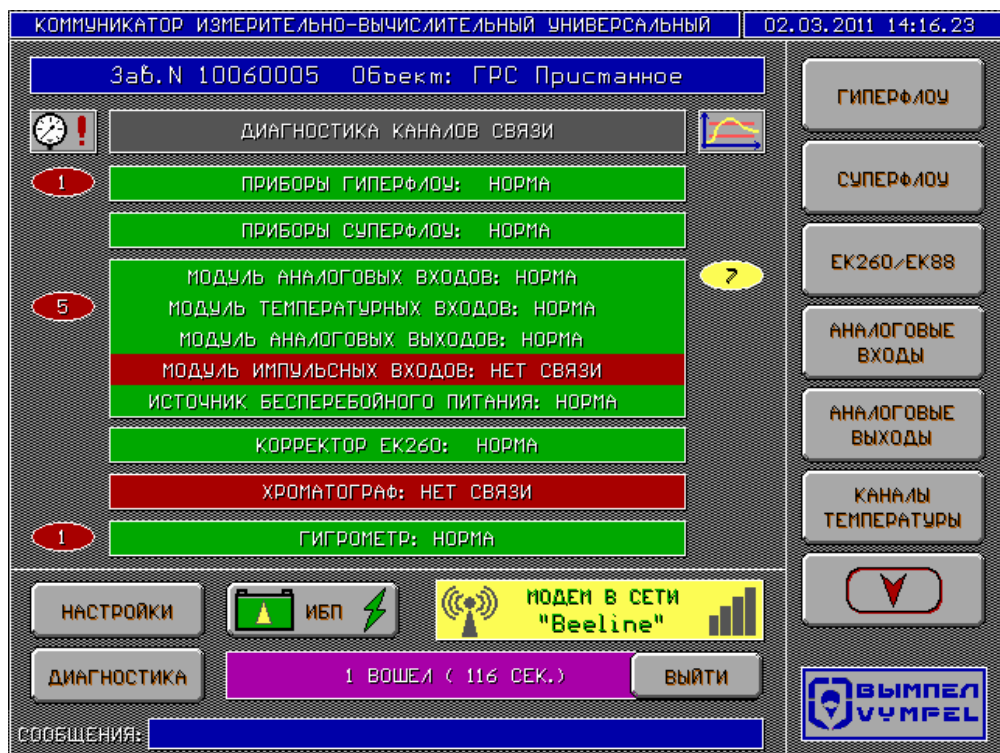 КОММУНИКАТОР ИЗМЕРИТЕЛЬНО-ВЫЧИСЛИТЕЛЬНЫЙ УНИВЕРСАЛЬНЫЙ
02.03.2011 14:16.23
Заб.N 10060005 Объект: ГРС Пристанное
ДИАГНОСТИКА КАНАЛОВ СВЯЗИ
1
ПРИБОРЫ ГИПЕРФЛОУ: НОРМА
ПРИБОРЫ СУПЕРФЛОУ: НОРМА
МОДУЛЬ АНАЛОГОВЫХ ВХОДОВ: НОРМА
7
5
МОДУЛЬ ТЕМПЕРАТУРНЫХ ВХОДОВ: НОРМА
МОДУЛЬ АНАЛОГОВЫХ ВЫХОДОВ: НОРМА
МОДУЛЬ ИМПУЛЬСНЫХ ВХОДОВ: НЕТ СВЯЗИ
ИСТОЧНИК БЕСПЕРЕБОЙНОГО ПИТАНИЯ: НОРМА
КОРРЕКТОР ЕК260: НОРМА
ХРОМАТОГРАФ: НЕТ СВЯЗИ
1
ГИГРОМЕТР: НОРМА
ГИПЕРФЛОУ
СУПЕРФЛОУ
ЕК260/ЕК88
АНАЛОГОВЫЕ
ВХОДЫ
АНАЛОГОВЫЕ
ВЫХОДЫ
КАНАЛЫ
ТЕМПЕРАТУРЫ
НАСТРОЙКИ
ИБП
МОДЕМ В СЕТИ
"Beeline"
ДИАГНОСТИКА
1 ВОШЕЛ ( 116 СЕК.)
ВЫЙТИ
ВЫМПЕЛ
VYMPEL
СООБЩЕНИЯ: